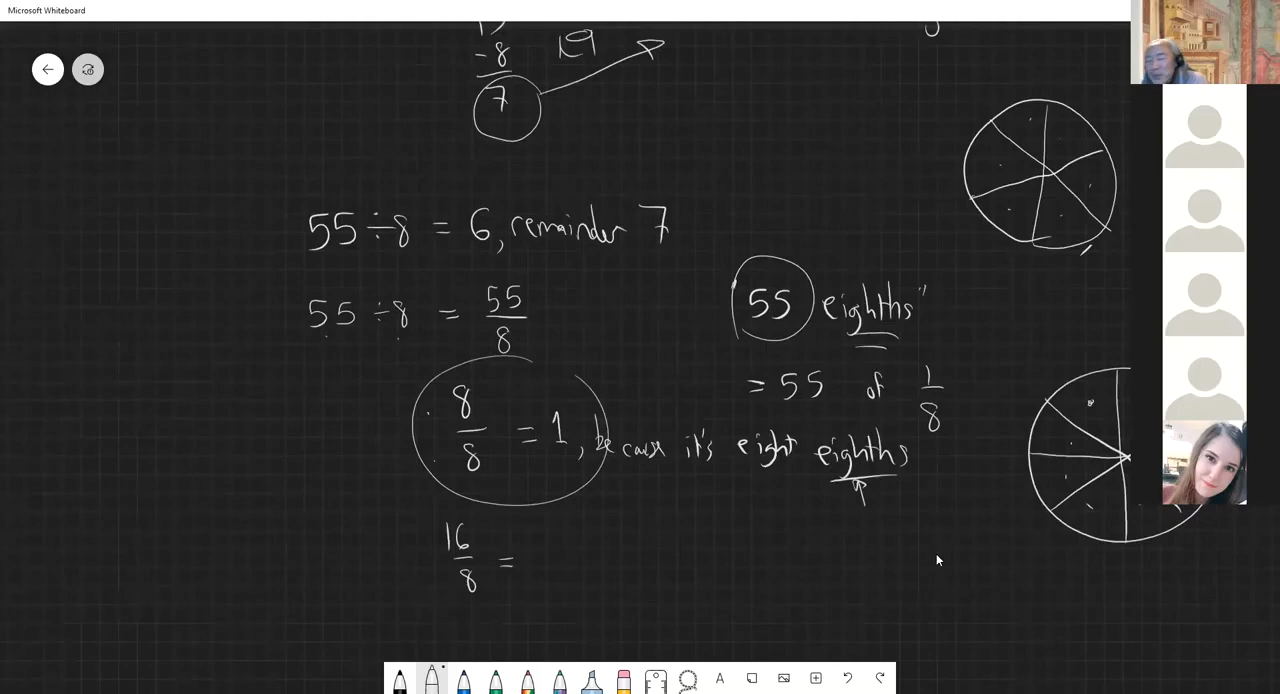 Microsoft Whiteboard
-8
7
55 ÷ 8 = 6, remainder 7
55 ÷ 8 = 55/8
55 eighths"
= 55 of 1/8
8/8 = 1, because it's eight eighths
16/8 =
A